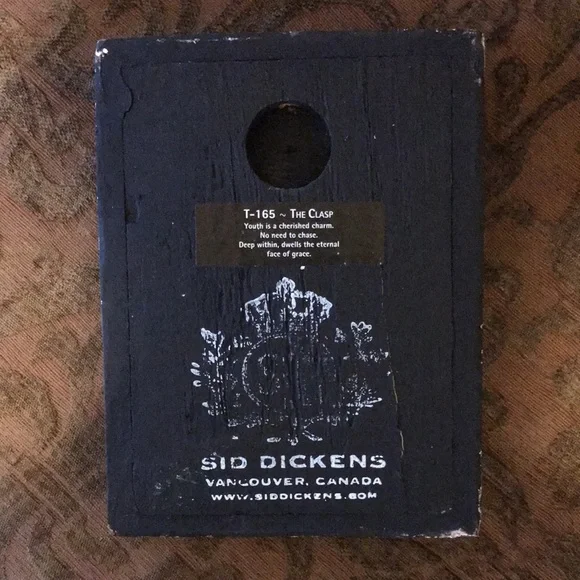 T-165 ~ THE CLASP
Youth is a cherished charm.
No need to chase.
Deep within, dwells the eternal
face of grace.
SID DICKENS
VANCOUVER, CANADA
WWW.SIDDICKENS.COM